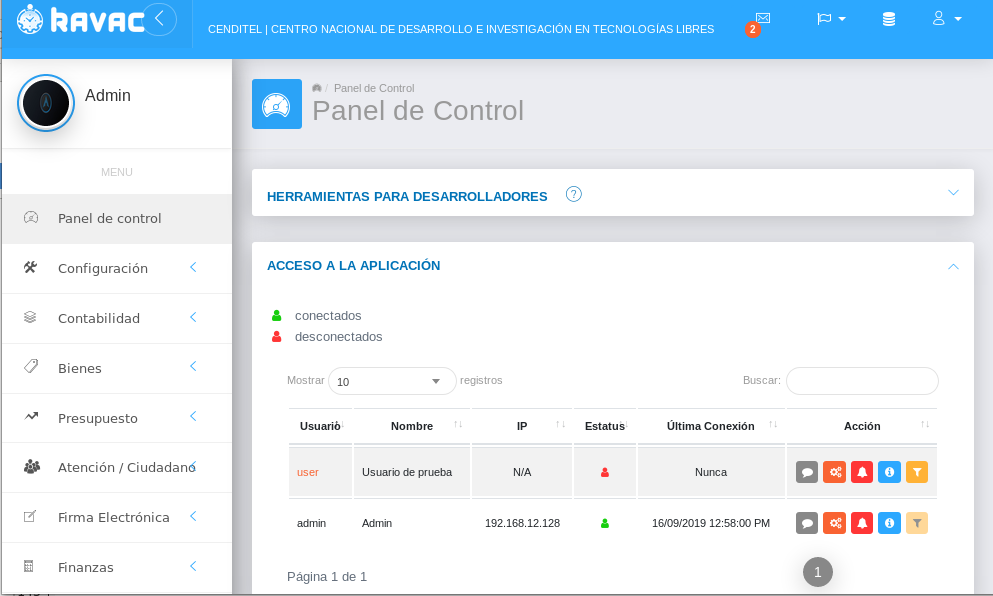 KAVAC
CENDITEL | CENTRO NACIONAL DE DESARROLLO E INVESTIGACIÓN EN TECNOLOGÍAS LIBRES
2
Admin
MENU
Panel de control
Configuración
Contabilidad
Bienes
Presupuesto
Atención / Ciudadano
Firma Electrónica
Finanzas
/ Panel de Control
Panel de Control
HERRAMIENTAS PARA DESARROLLADORES ?
ACCESO A LA APLICACIÓN
conectados
desconectados
Mostrar 10 registros Buscar:
Usuario Nombre IP Estatus Última Conexión Acción
user Usuario de prueba N/A Nunca
admin Admin 192.168.12.128 16/09/2019 12:58:00 PM
Página 1 de 1 1